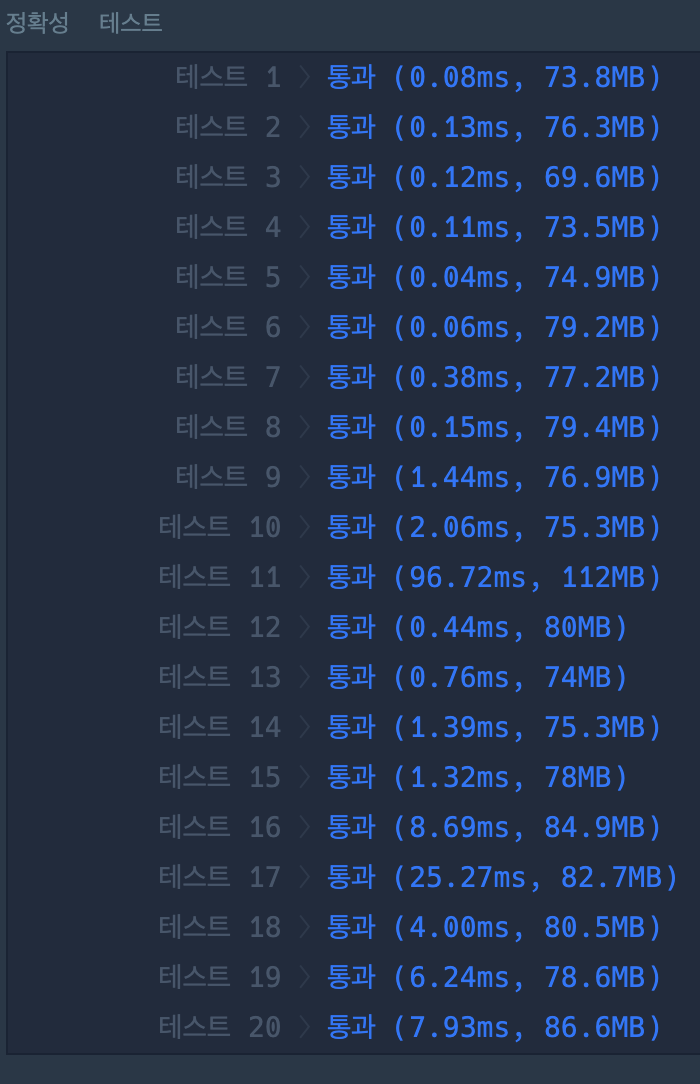 정확성  테스트
테스트 1 〉 통과 (0.08ms, 73.8MB)
테스트 2 〉 통과 (0.13ms, 76.3MB)
테스트 3 〉 통과 (0.12ms, 69.6MB)
테스트 4 〉 통과 (0.11ms, 73.5MB)
테스트 5 〉 통과 (0.04ms, 74.9MB)
테스트 6 〉 통과 (0.06ms, 79.2MB)
테스트 7 〉 통과 (0.38ms, 77.2MB)
테스트 8 〉 통과 (0.15ms, 79.4MB)
테스트 9 〉 통과 (1.44ms, 76.9MB)
테스트 10 〉 통과 (2.06ms, 75.3MB)
테스트 11 〉 통과 (96.72ms, 112MB)
테스트 12 〉 통과 (0.44ms, 80MB)
테스트 13 〉 통과 (0.76ms, 74MB)
테스트 14 〉 통과 (1.39ms, 75.3MB)
테스트 15 〉 통과 (1.32ms, 78MB)
테스트 16 〉 통과 (8.69ms, 84.9MB)
테스트 17 〉 통과 (25.27ms, 82.7MB)
테스트 18 〉 통과 (4.00ms, 80.5MB)
테스트 19 〉 통과 (6.24ms, 78.6MB)
테스트 20 〉 통과 (7.93ms, 86.6MB)